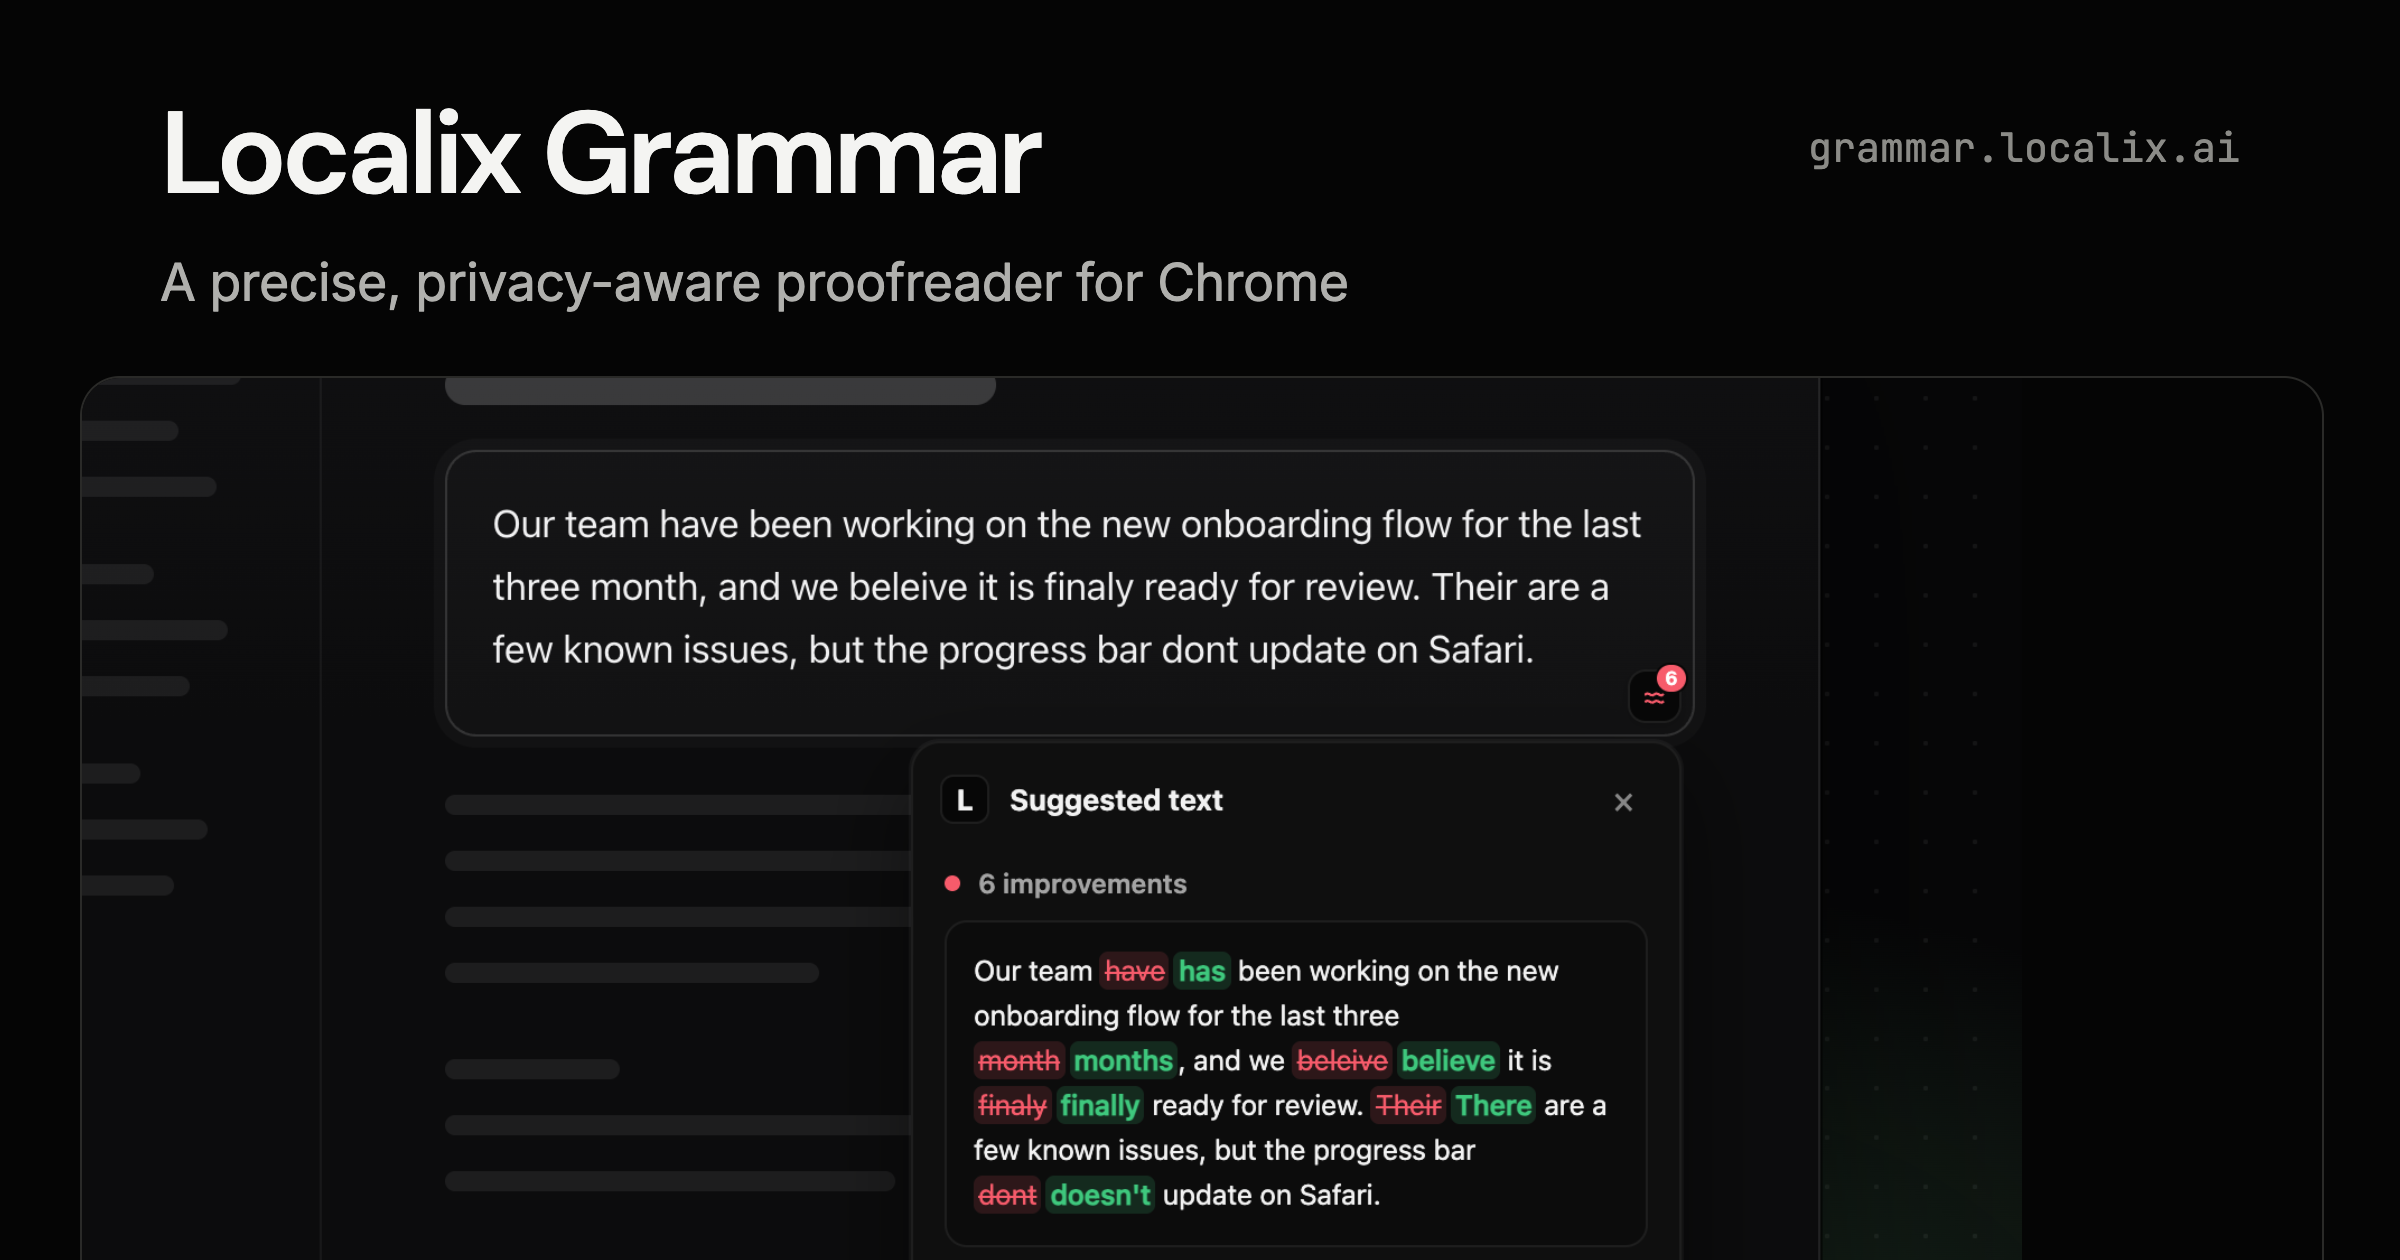 Localix Grammar
grammar.localix.ai
A precise, privacy-aware proofreader for Chrome
Our team have been working on the new onboarding flow for the last
three month, and we beleive it is finaly ready for review. Their are a
few known issues, but the progress bar dont update on Safari.
6
L Suggested text ×
6 improvements
Our team have has been working on the new
onboarding flow for the last three
month months, and we beleive believe it is
finaly finally ready for review. Their There are a
few known issues, but the progress bar
dont doesn't update on Safari.